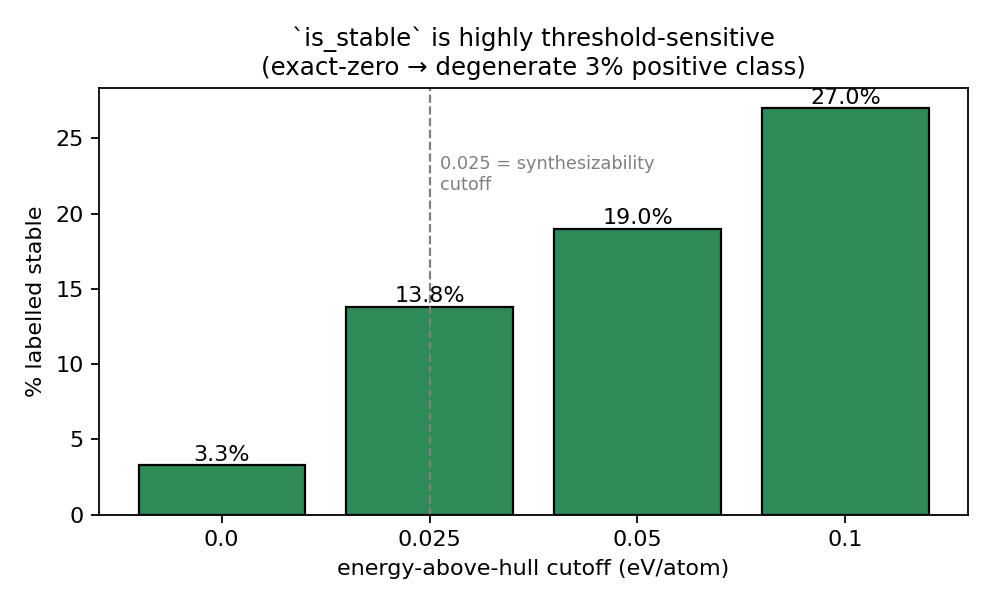 `is_stable` is highly threshold-sensitive
(exact-zero → degenerate 3% positive class)
27.0%
25
0.025 = synthesizability
cutoff
20
19.0%
15
13.8%
10
5
3.3%
0
% labelled stable
0.0
0.025
0.05
0.1
energy-above-hull cutoff (eV/atom)